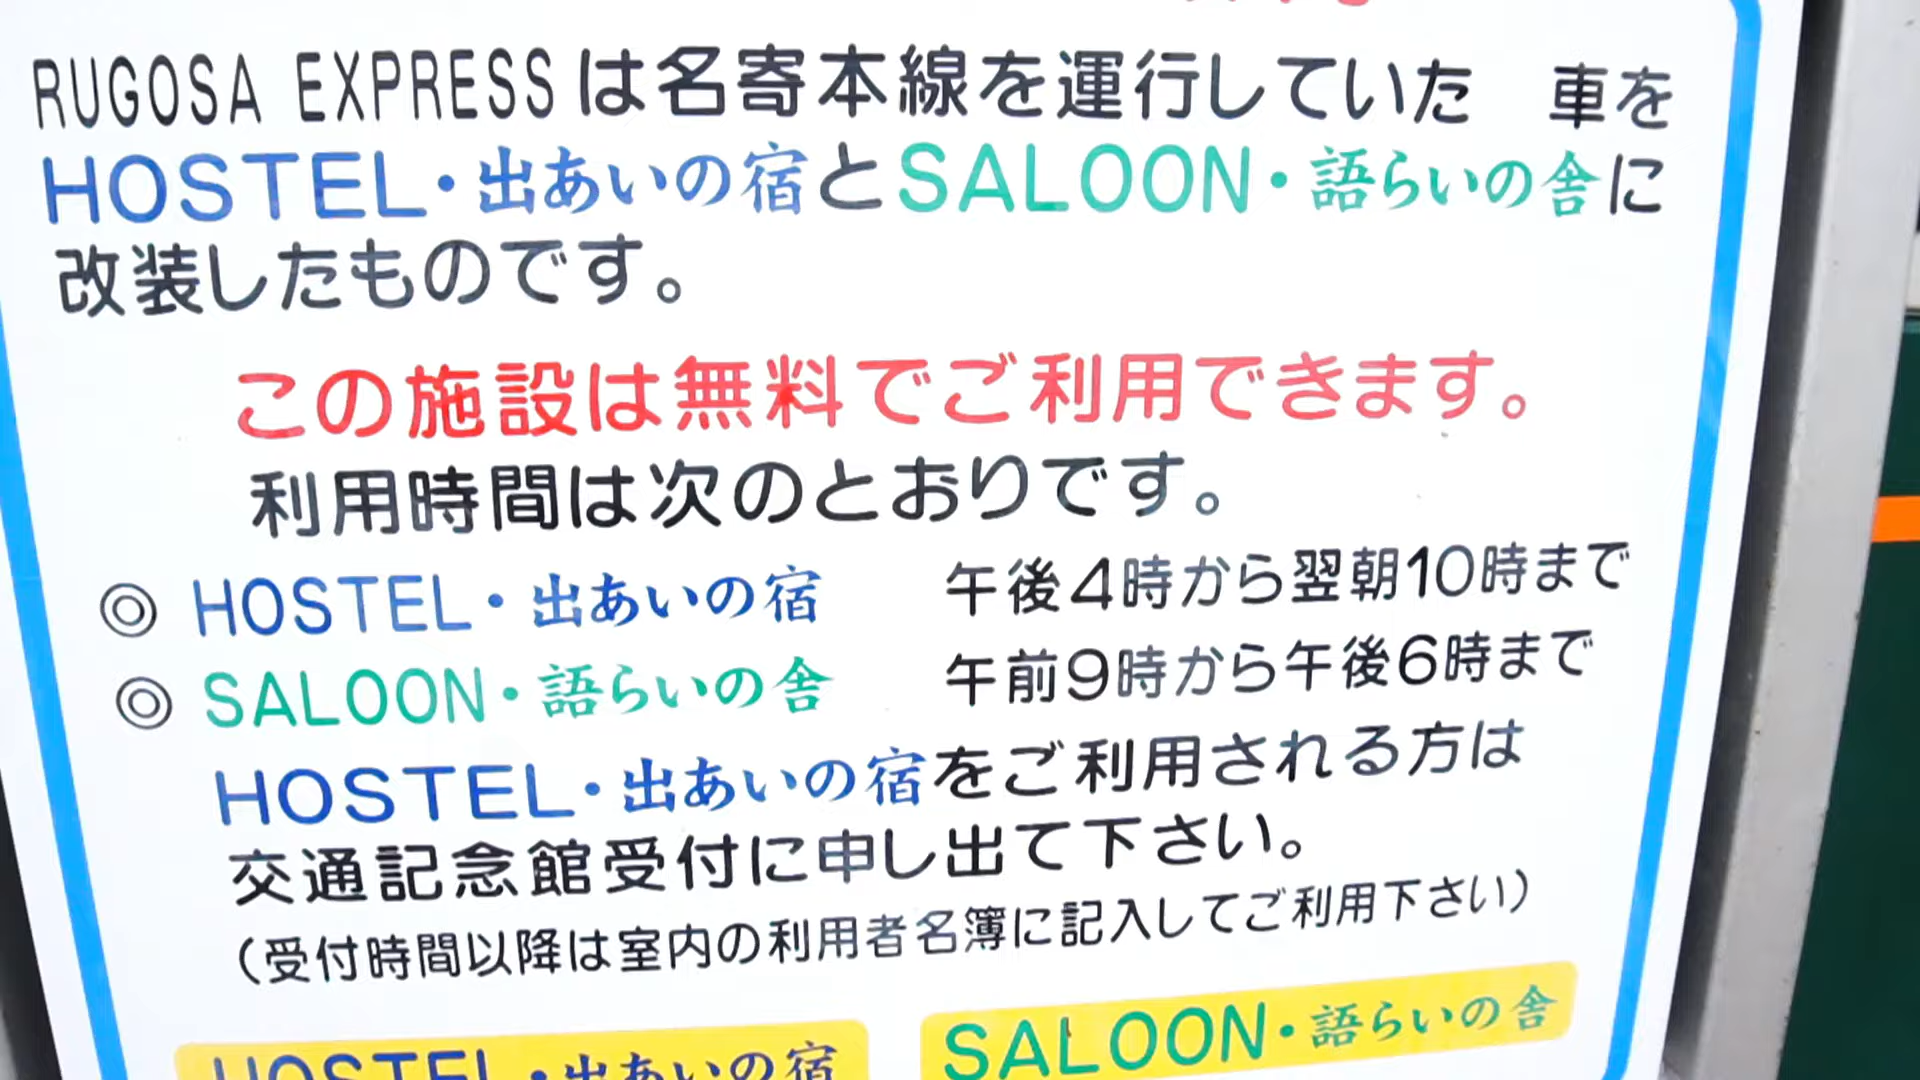 RUGOSA EXPRESSは名寄本線を運行していた 車を
HOSTEL・出あいの宿とSALOON・語らいの舎に
改装したものです。
この施設は無料でご利用できます。
利用時間は次のとおりです。
◎ HOSTEL・出あいの宿 午後4時から翌朝10時まで
◎ SALOON・語らいの舎 午前9時から午後6時まで
HOSTEL・出あいの宿をご利用される方は
交通記念館受付に申し出て下さい。
(受付時間以降は室内の利用者名簿に記入してご利用下さい)
HOSTEL・出あいの宿 SALOON・語らいの舎